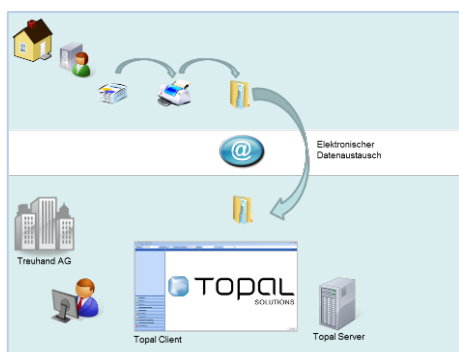 @
Elektronischer
Datenaustausch
Treuhand AG
TOPAL
SOLUTIONS
Topal Client
Topal Server